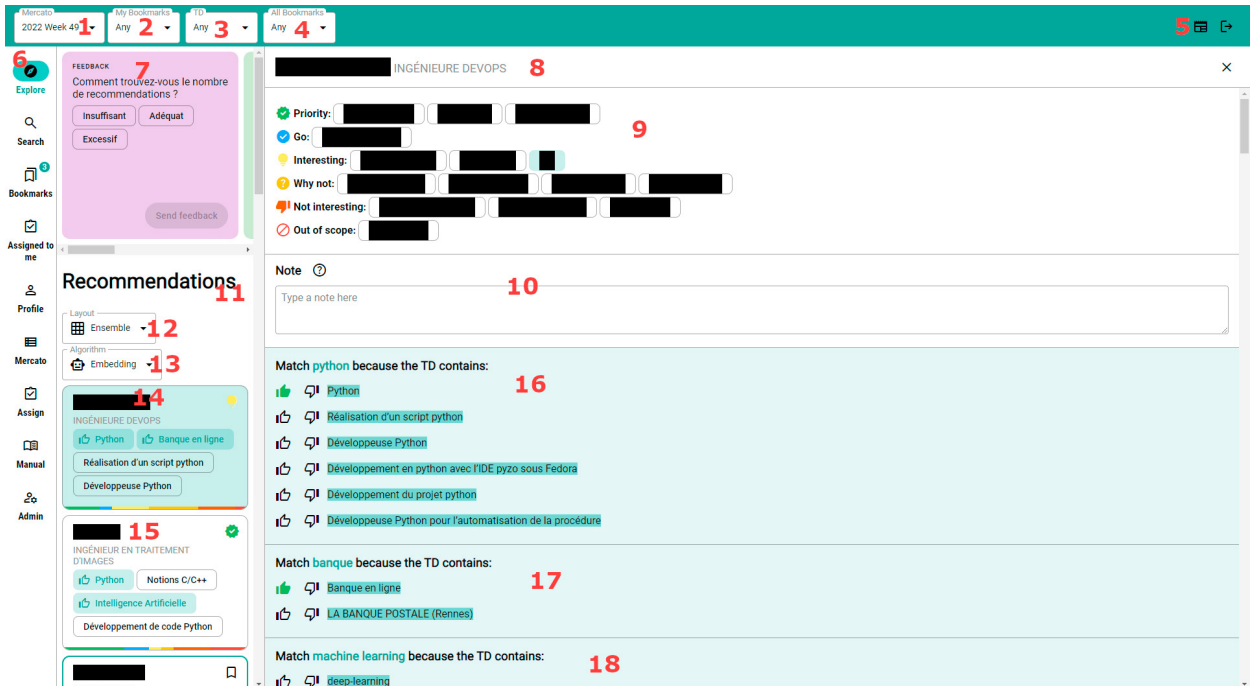 Mercato
2022 Week 49
1
My Bookmarks
Any
2
TD
Any
3
All Bookmarks
Any
4
5
6
Explore
Search
3
Bookmarks
Assigned to
me
Profile
Mercato
Assign
Manual
Admin
FEEDBACK
7
Comment trouvez-vous le nombre
de recommendations ?
Insuffisant
Adéquat
Excessif
Send feedback
Recommendations
11
Layout
Ensemble
12
Algorithm
Embedding
13
14
INGÉNIEURE DEVOPS
Python
Banque en ligne
Réalisation d'un script python
Développeuse Python
15
INGÉNIEUR EN TRAITEMENT
D'IMAGES
Python
Notions C/C++
Intelligence Artificielle
Développement de code Python
INGÉNIEURE DEVOPS
8
Priority:
9
Go:
Interesting:
Why not:
Not interesting:
Out of scope:
Note
10
Type a note here
Match python because the TD contains:
16
Python
Réalisation d'un script python
Développeuse Python
Développement en python avec l'IDE pyzo sous Fedora
Développement du projet python
Développeuse Python pour l'automatisation de la procédure
Match banque because the TD contains:
17
Banque en ligne
LA BANQUE POSTALE (Rennes)
Match machine learning because the TD contains:
18
deep-learning